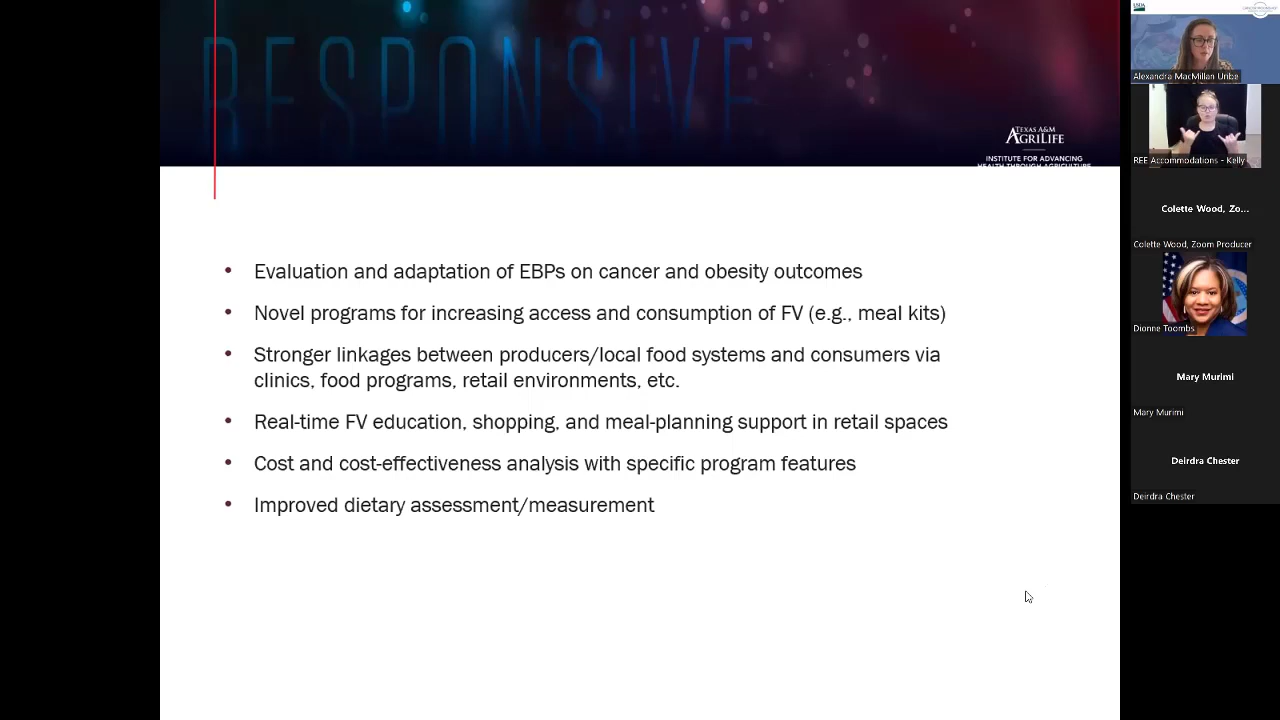 RESPONSIVE
TEXAS A&M
AGRILIFE
INSTITUTE FOR ADVANCING
HEALTH THROUGH AGRICULTURE
• Evaluation and adaptation of EBPs on cancer and obesity outcomes
• Novel programs for increasing access and consumption of FV (e.g., meal kits)
• Stronger linkages between producers/local food systems and consumers via
clinics, food programs, retail environments, etc.
• Real-time FV education, shopping, and meal-planning support in retail spaces
• Cost and cost-effectiveness analysis with specific program features
• Improved dietary assessment/measurement
USDA
Alexandra MacMillan Uribe
REE Accommodations - Kelly
Colette Wood, Zo...
Colette Wood, Zoom Producer
Dionne Toombs
Mary Murimi
Mary Murimi
Deirdra Chester
Deirdra Chester